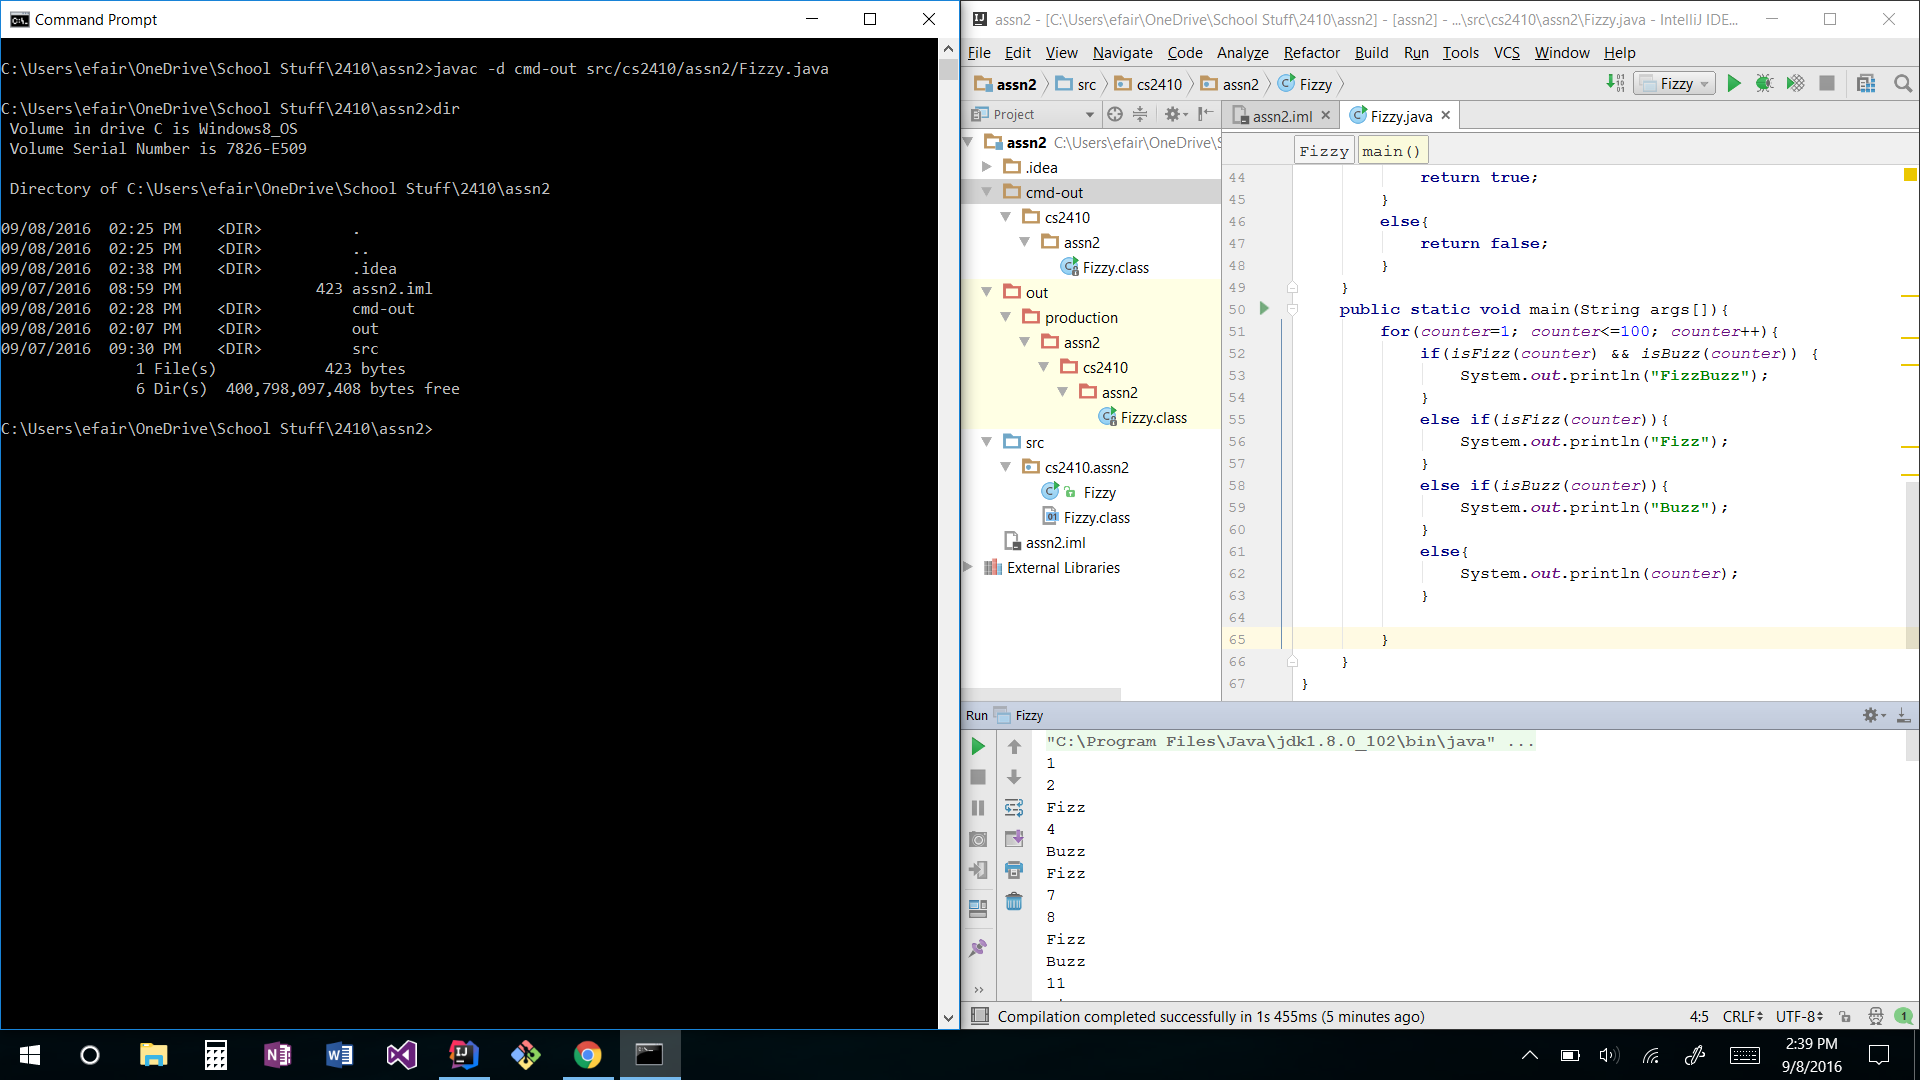 Command Prompt
C:\Users\efair\OneDrive\School Stuff\2410\assn2>javac -d cmd-out src/cs2410/assn2/Fizzy.java
C:\Users\efair\OneDrive\School Stuff\2410\assn2>dir
Volume in drive C is Windows8_OS
Volume Serial Number is 7826-E509
Directory of C:\Users\efair\OneDrive\School Stuff\2410\assn2
09/08/2016  02:25 PM    <DIR>          .
09/08/2016  02:25 PM    <DIR>          ..
09/08/2016  02:38 PM    <DIR>          .idea
09/07/2016  08:59 PM               423 assn2.iml
09/08/2016  02:28 PM    <DIR>          cmd-out
09/08/2016  02:07 PM    <DIR>          out
09/07/2016  09:30 PM    <DIR>          src
1 File(s)            423 bytes
6 Dir(s)  400,798,097,408 bytes free
C:\Users\efair\OneDrive\School Stuff\2410\assn2>
assn2 - [C:\Users\efair\OneDrive\School Stuff\2410\assn2] - [assn2] - ...\src\cs2410\assn2\Fizzy.java - IntelliJ IDE...
File Edit View Navigate Code Analyze Refactor Build Run Tools VCS Window Help
assn2 src cs2410 assn2 Fizzy
Fizzy
Project
assn2 C:\Users\efair\OneDrive\S
.idea
cmd-out
cs2410
assn2
Fizzy.class
out
production
assn2
cs2410
assn2
Fizzy.class
src
cs2410.assn2
Fizzy
Fizzy.class
assn2.iml
External Libraries
assn2.iml Fizzy.java
Fizzy main()
44 return true;
45 }
46 else{
47 return false;
48 }
49 }
50 public static void main(String args[]){
51 for(counter=1; counter<=100; counter++){
52 if(isFizz(counter) && isBuzz(counter)) {
53 System.out.println("FizzBuzz");
54 }
55 else if(isFizz(counter)){
56 System.out.println("Fizz");
57 }
58 else if(isBuzz(counter)){
59 System.out.println("Buzz");
60 }
61 else{
62 System.out.println(counter);
63 }
64
65 }
66 }
67 }
Run Fizzy
"C:\Program Files\Java\jdk1.8.0_102\bin\java" ...
1
2
Fizz
4
Buzz
Fizz
7
8
Fizz
Buzz
11
Compilation completed successfully in 1s 455ms (5 minutes ago)
4:5 CRLF UTF-8 1
2:39 PM
9/8/2016